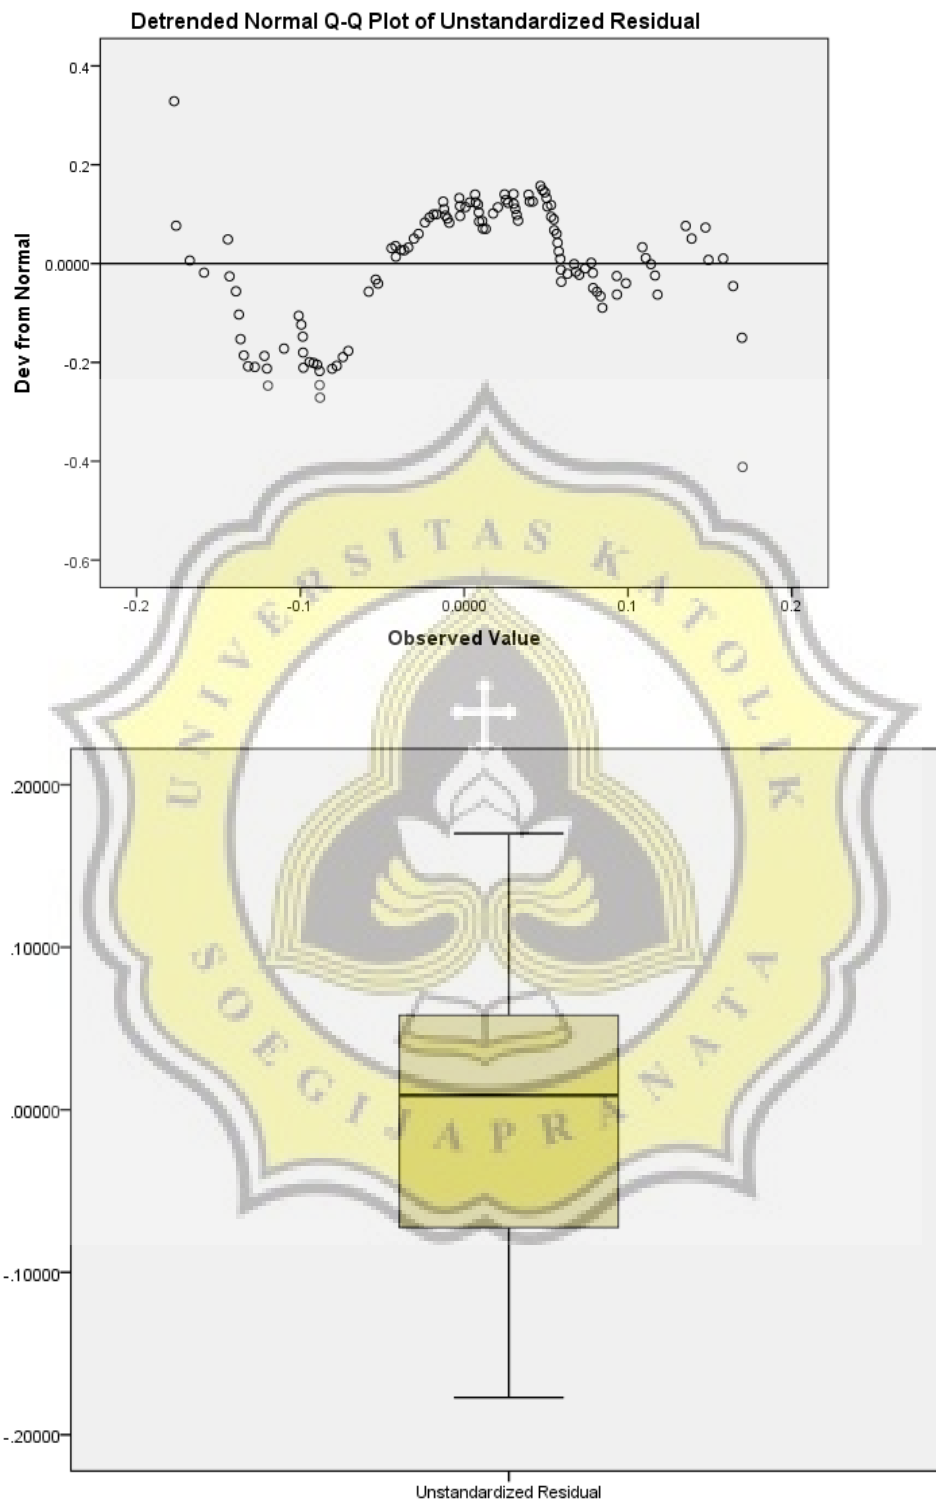 Detrended Normal Q-Q Plot of Unstandardized Residual
Dev from Normal
0.4
0.2
0.0000
-0.2
-0.4
-0.6
-0.2
-0.1
0.0000
0.1
0.2
Observed Value
UNIVERSITAS KATOLIK
SOEGIJAPRANATA
.20000
.10000
.00000
-.10000
-.20000
Unstandardized Residual